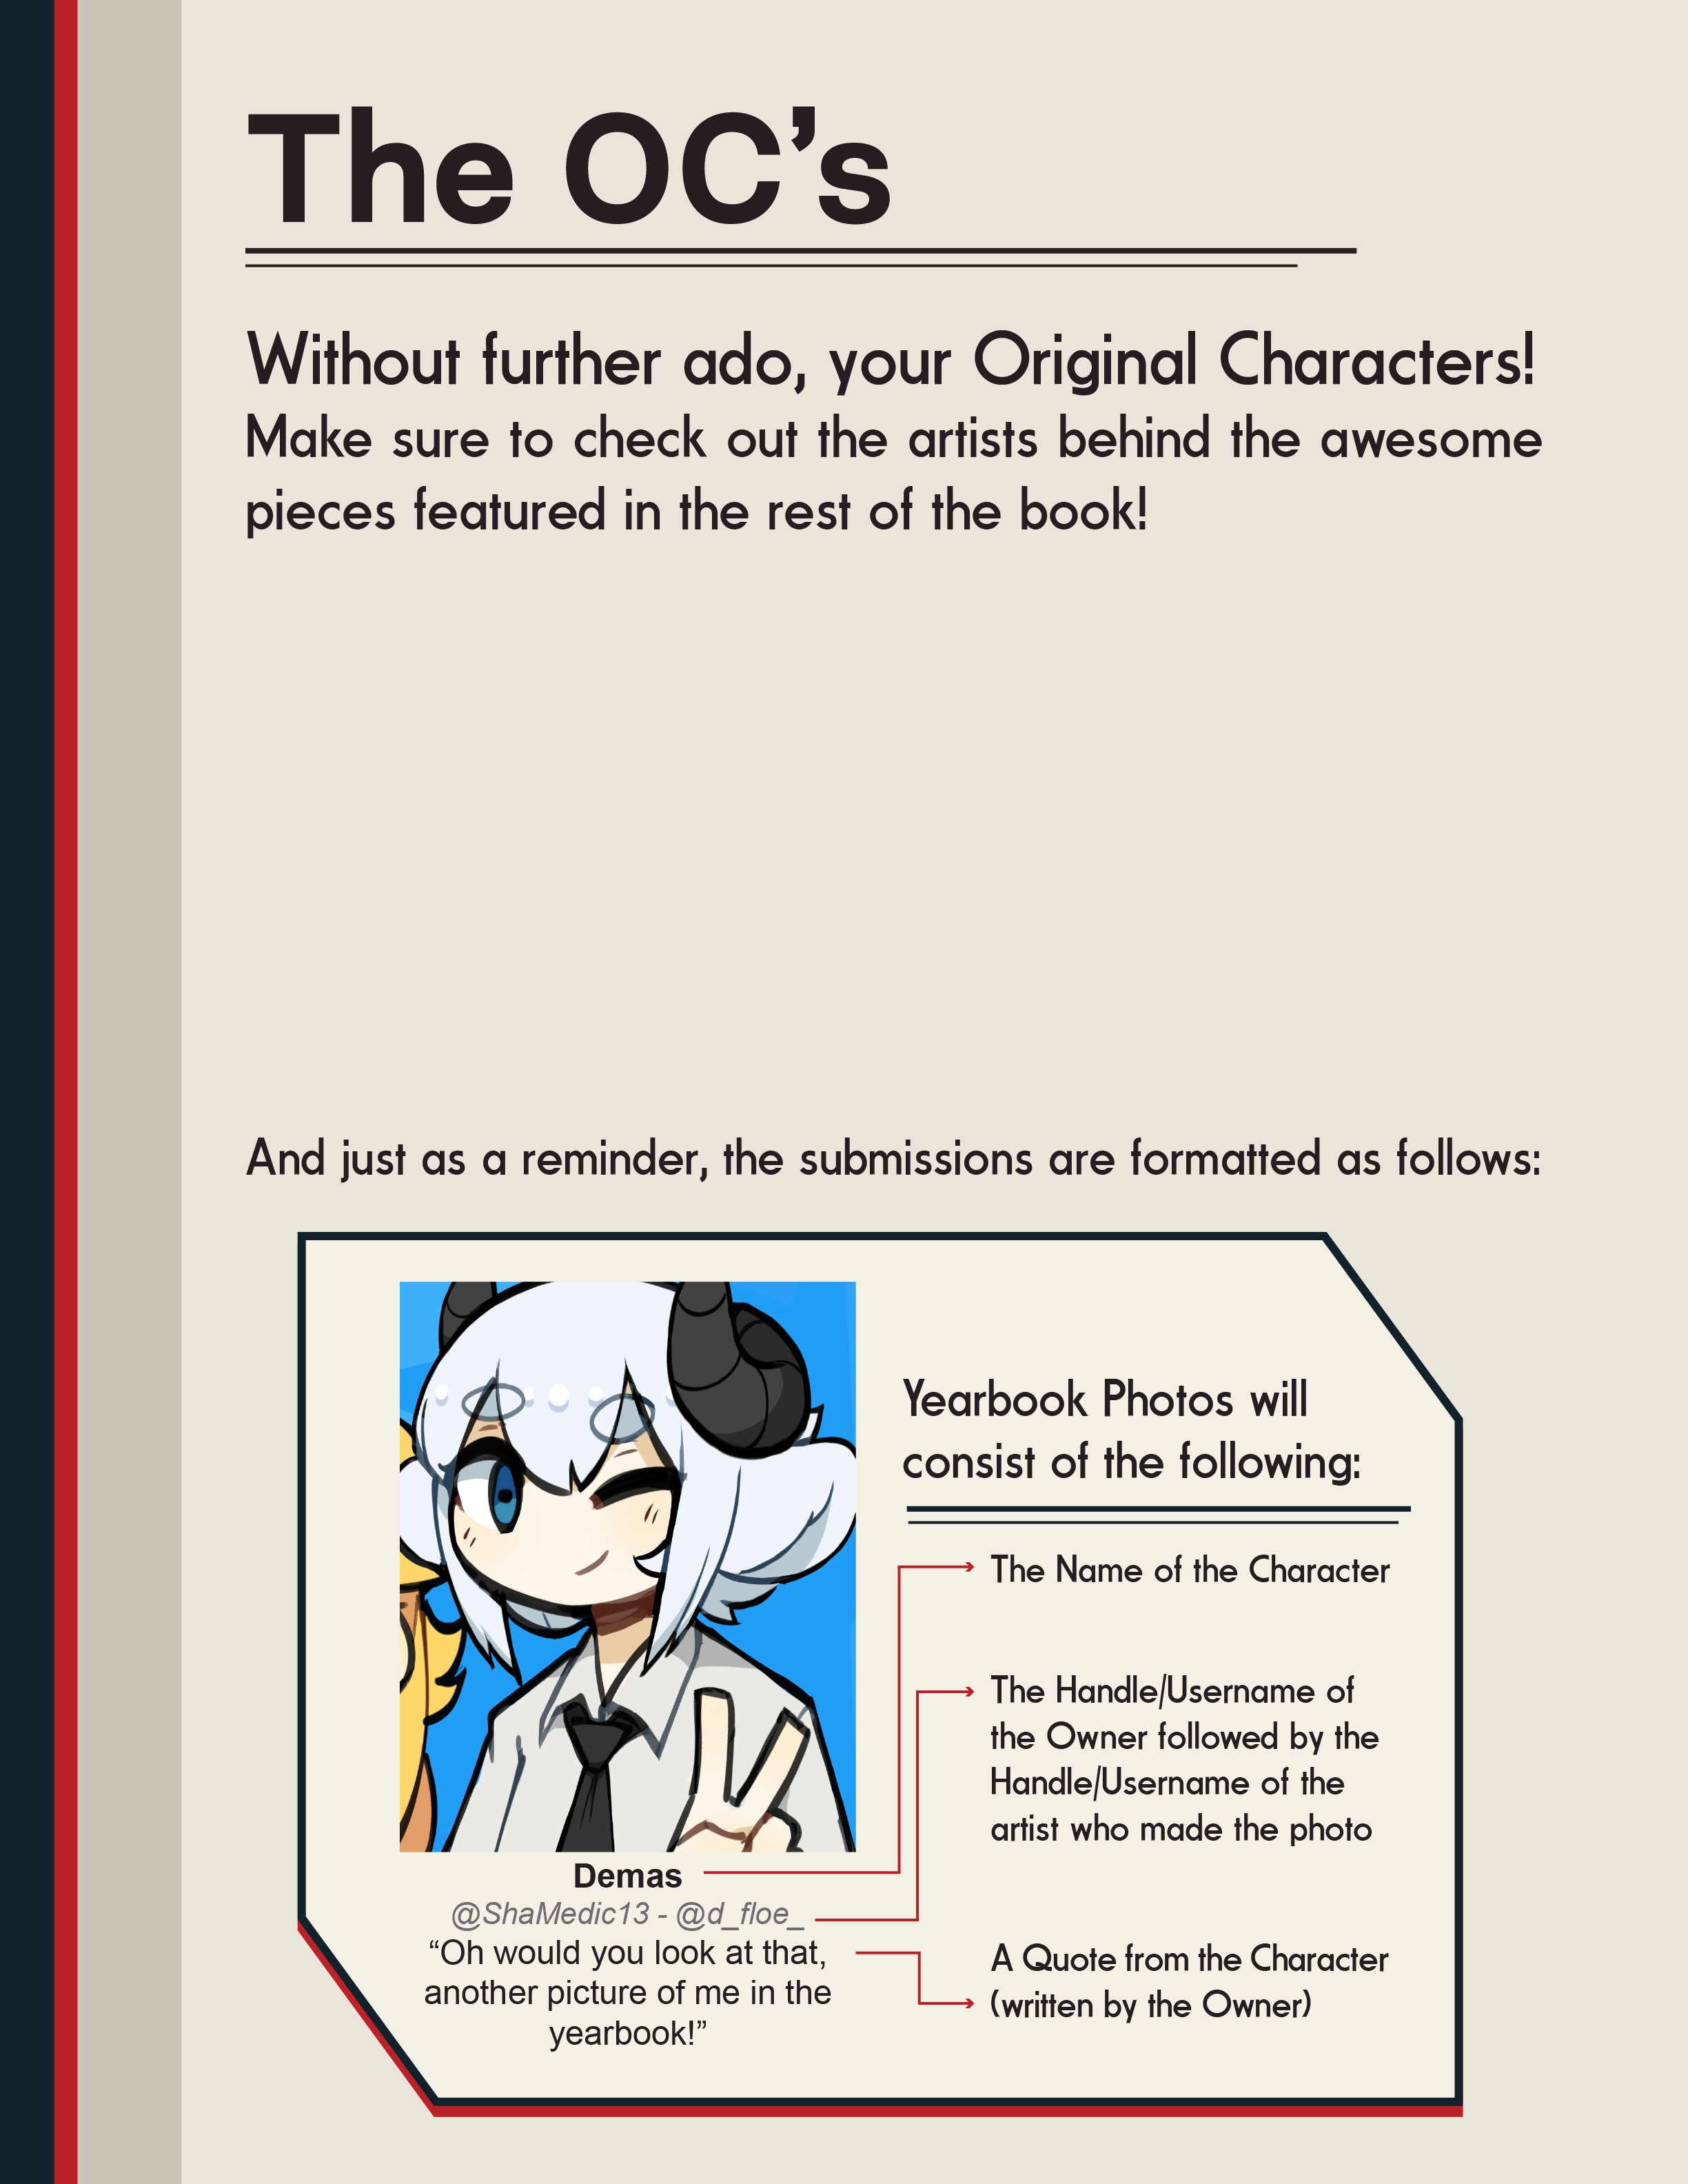 The OC’s
Without further ado, your Original Characters!
Make sure to check out the artists behind the awesome
pieces featured in the rest of the book!
And just as a reminder, the submissions are formatted as follows:
Demas
@ShaMedic13 - @d_floe_
“Oh would you look at that,
another picture of me in the
yearbook!”
Yearbook Photos will
consist of the following:
The Name of the Character
The Handle/Username of
the Owner followed by the
Handle/Username of the
artist who made the photo
A Quote from the Character
(written by the Owner)